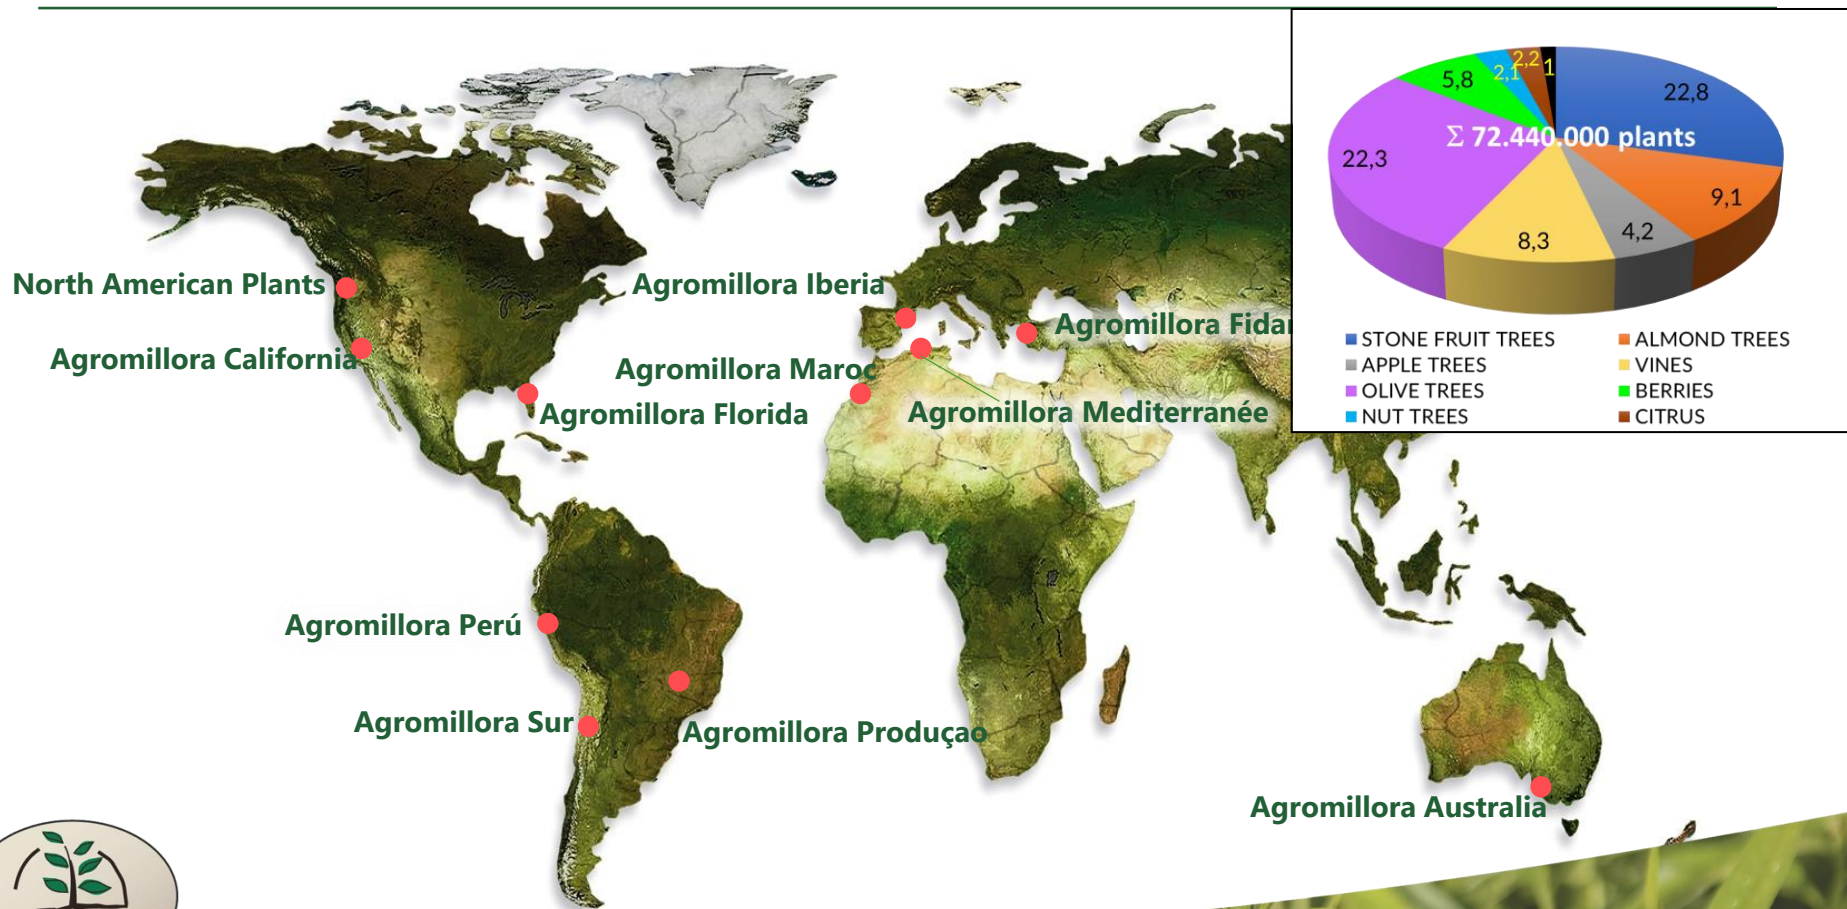 22,8
9,1
4,2
8,3
22,3
5,8
2,1
2,2
1
Σ 72.440.000 plants
STONE FRUIT TREES
ALMOND TREES
APPLE TREES
VINES
OLIVE TREES
BERRIES
NUT TREES
CITRUS
North American Plants
Agromillora Iberia
Agromillora Fidan
Agromillora California
Agromillora Maroc
Agromillora Florida
Agromillora Mediterranée
Agromillora Perú
Agromillora Sur
Agromillora Produçao
Agromillora Australia